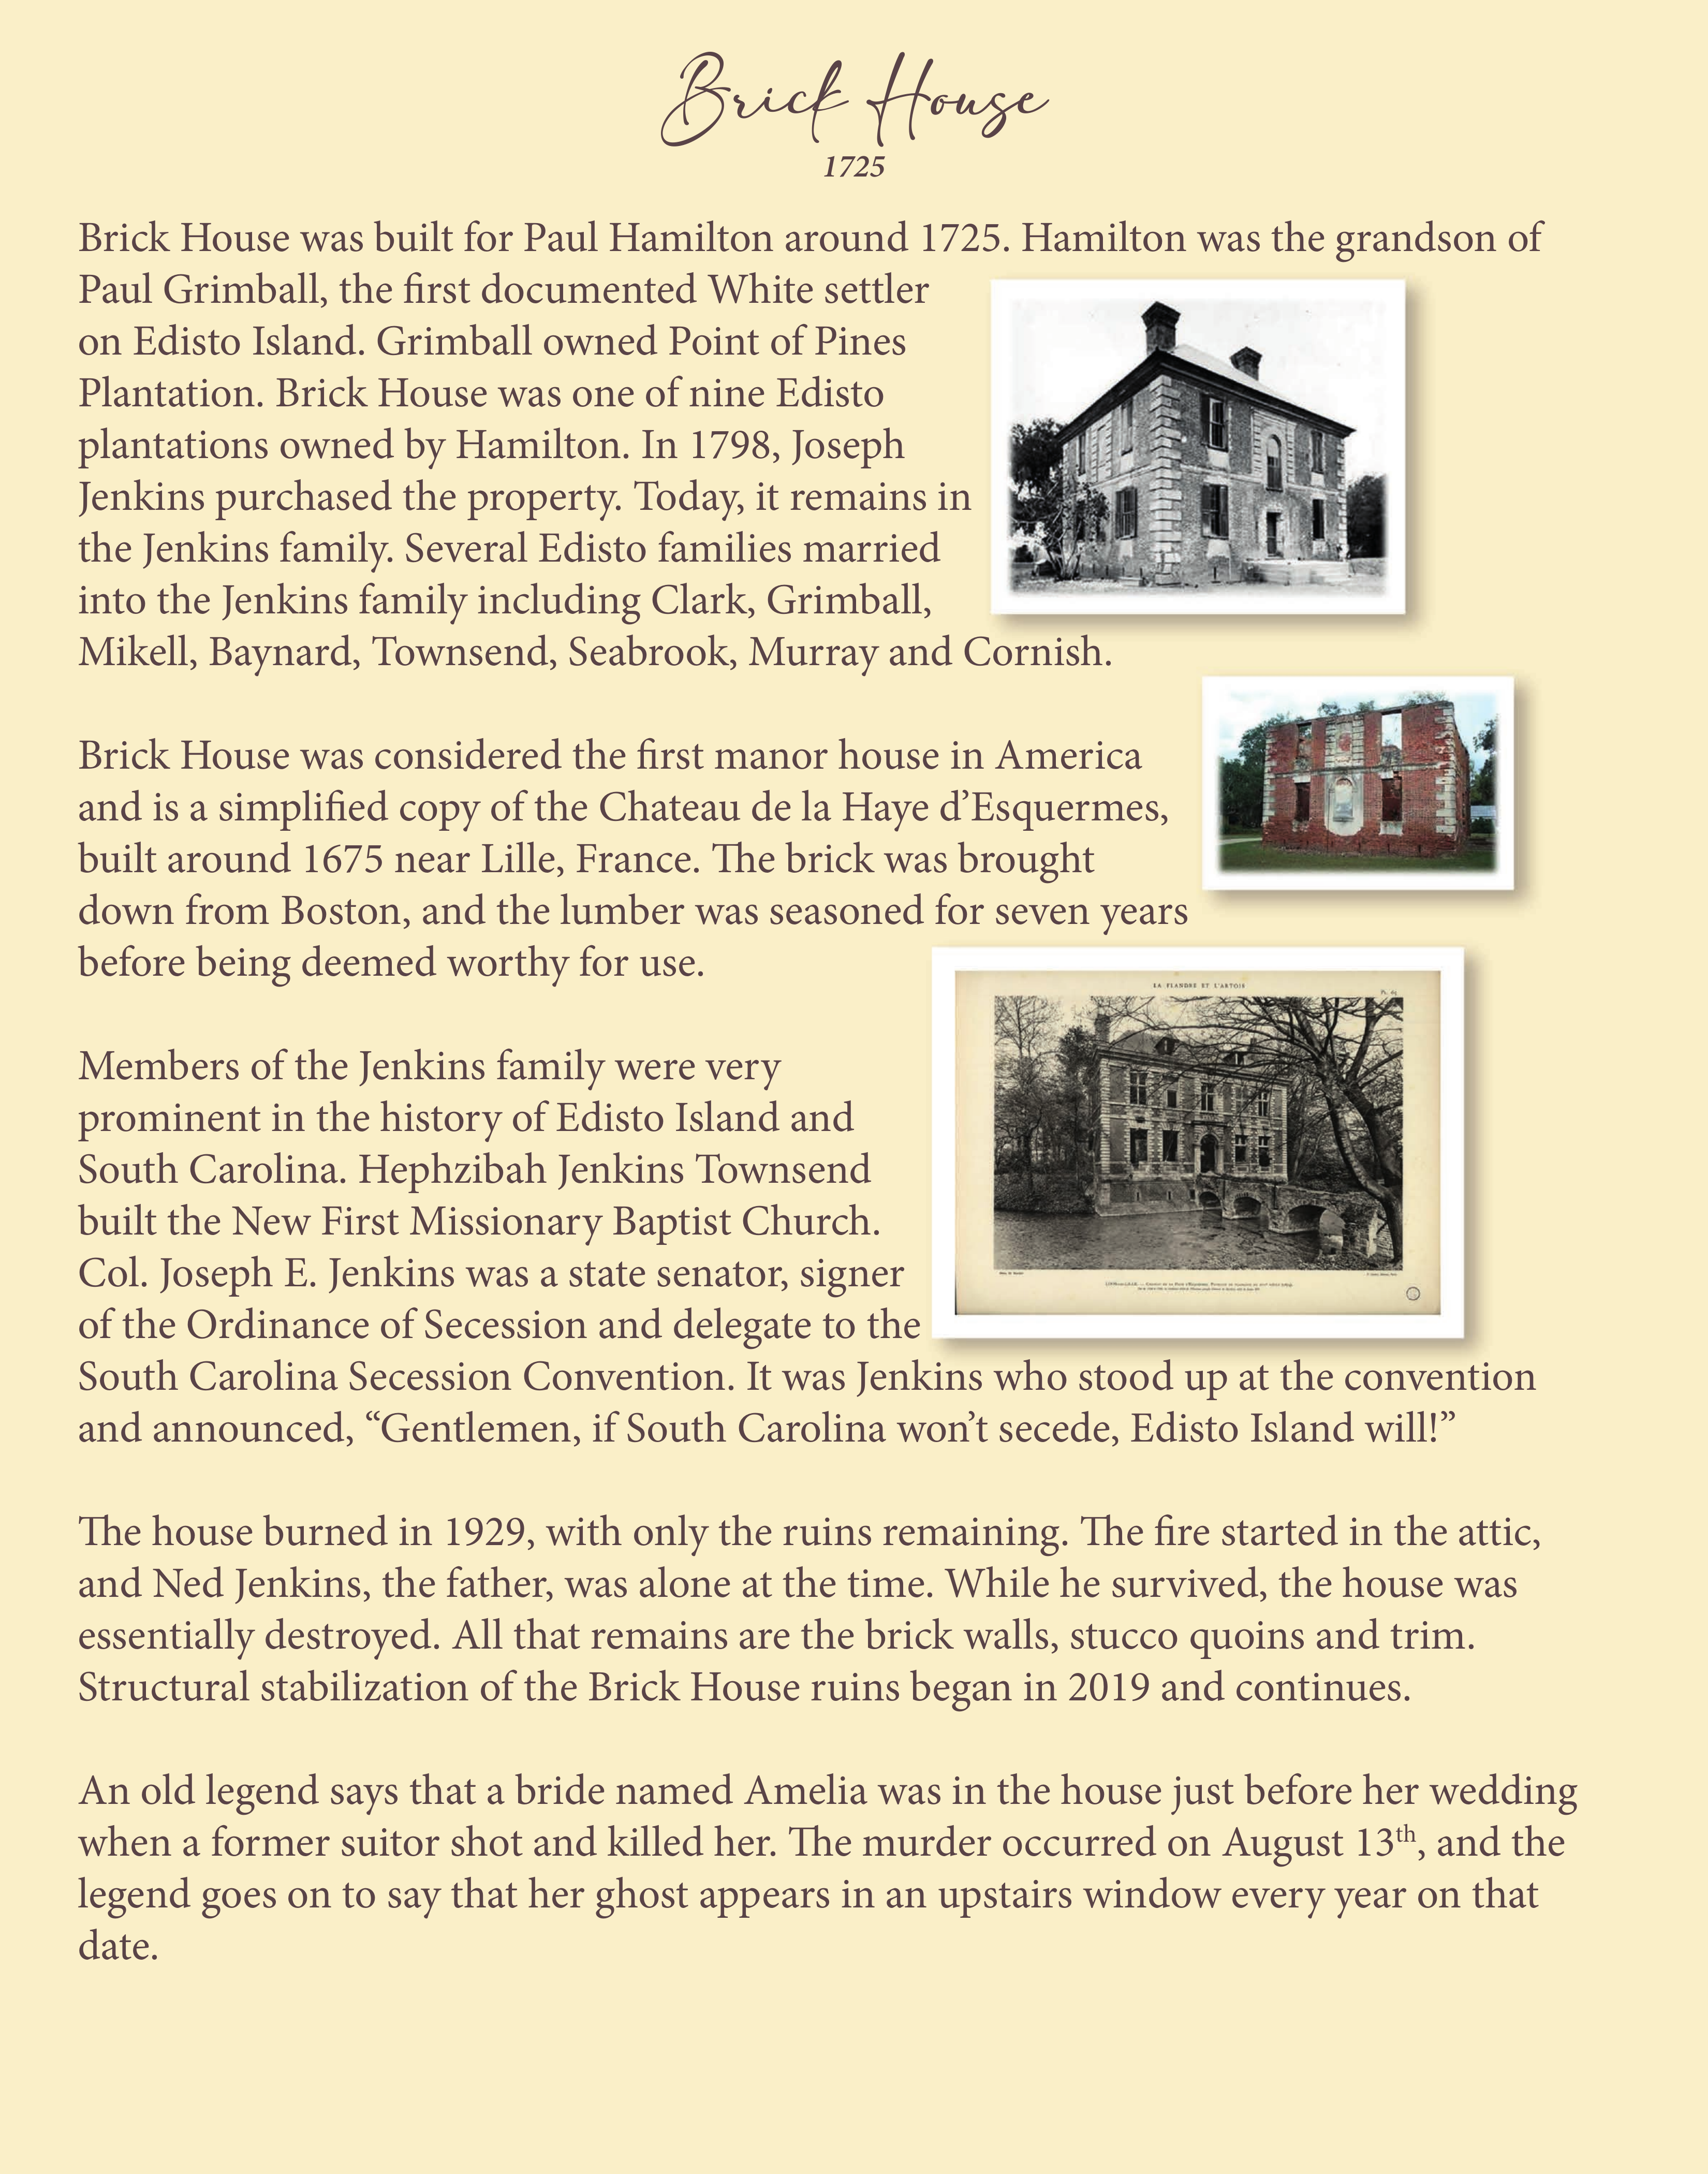 Brick House
1725
Brick House was built for Paul Hamilton around 1725. Hamilton was the grandson of
Paul Grimball, the first documented White settler
on Edisto Island. Grimball owned Point of Pines
Plantation. Brick House was one of nine Edisto
plantations owned by Hamilton. In 1798, Joseph
Jenkins purchased the property. Today, it remains in
the Jenkins family. Several Edisto families married
into the Jenkins family including Clark, Grimball,
Mikell, Baynard, Townsend, Seabrook, Murray and Cornish.
Brick House was considered the first manor house in America
and is a simplified copy of the Chateau de la Haye d’Esquermes,
built around 1675 near Lille, France. The brick was brought
down from Boston, and the lumber was seasoned for seven years
before being deemed worthy for use.
LA FLANDRE ET L'ARTOIS
Members of the Jenkins family were very
prominent in the history of Edisto Island and
South Carolina. Hephzibah Jenkins Townsend
built the New First Missionary Baptist Church.
Col. Joseph E. Jenkins was a state senator, signer
of the Ordinance of Secession and delegate to the
South Carolina Secession Convention. It was Jenkins who stood up at the convention
and announced, “Gentlemen, if South Carolina won’t secede, Edisto Island will!”
The house burned in 1929, with only the ruins remaining. The fire started in the attic,
and Ned Jenkins, the father, was alone at the time. While he survived, the house was
essentially destroyed. All that remains are the brick walls, stucco quoins and trim.
Structural stabilization of the Brick House ruins began in 2019 and continues.
An old legend says that a bride named Amelia was in the house just before her wedding
when a former suitor shot and killed her. The murder occurred on August 13th, and the
legend goes on to say that her ghost appears in an upstairs window every year on that
date.